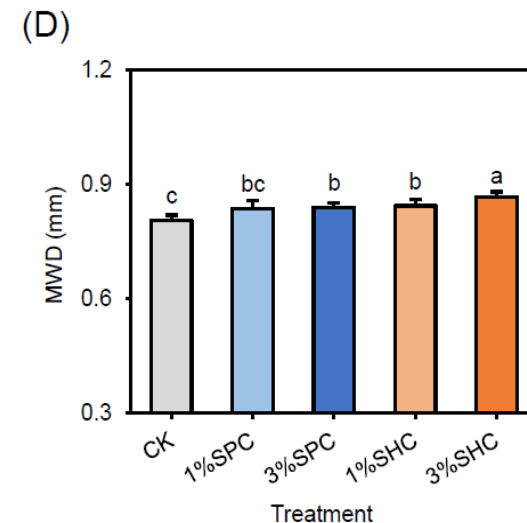 (D)
1.2
0.9
0.6
0.3
MWD (mm)
c
bc
b
b
a
CK
1%SPC
3%SPC
1%SHC
3%SHC
Treatment